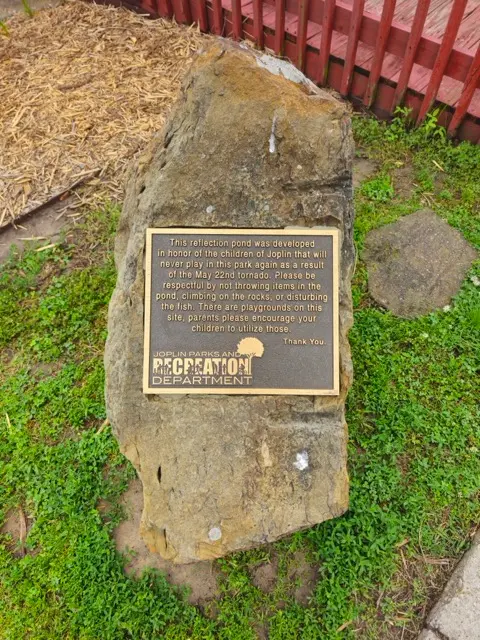 This reflection pond was developed
in honor of the children of Joplin that will
never play in this park again as a result
of the May 22nd tornado. Please be
respectful by not throwing items in the
pond, climbing on the rocks, or disturbing
the fish. There are playgrounds on this
site, parents please encourage your
children to utilize those.
Thank You.
JOPLIN PARKS AND
RECREATION
DEPARTMENT